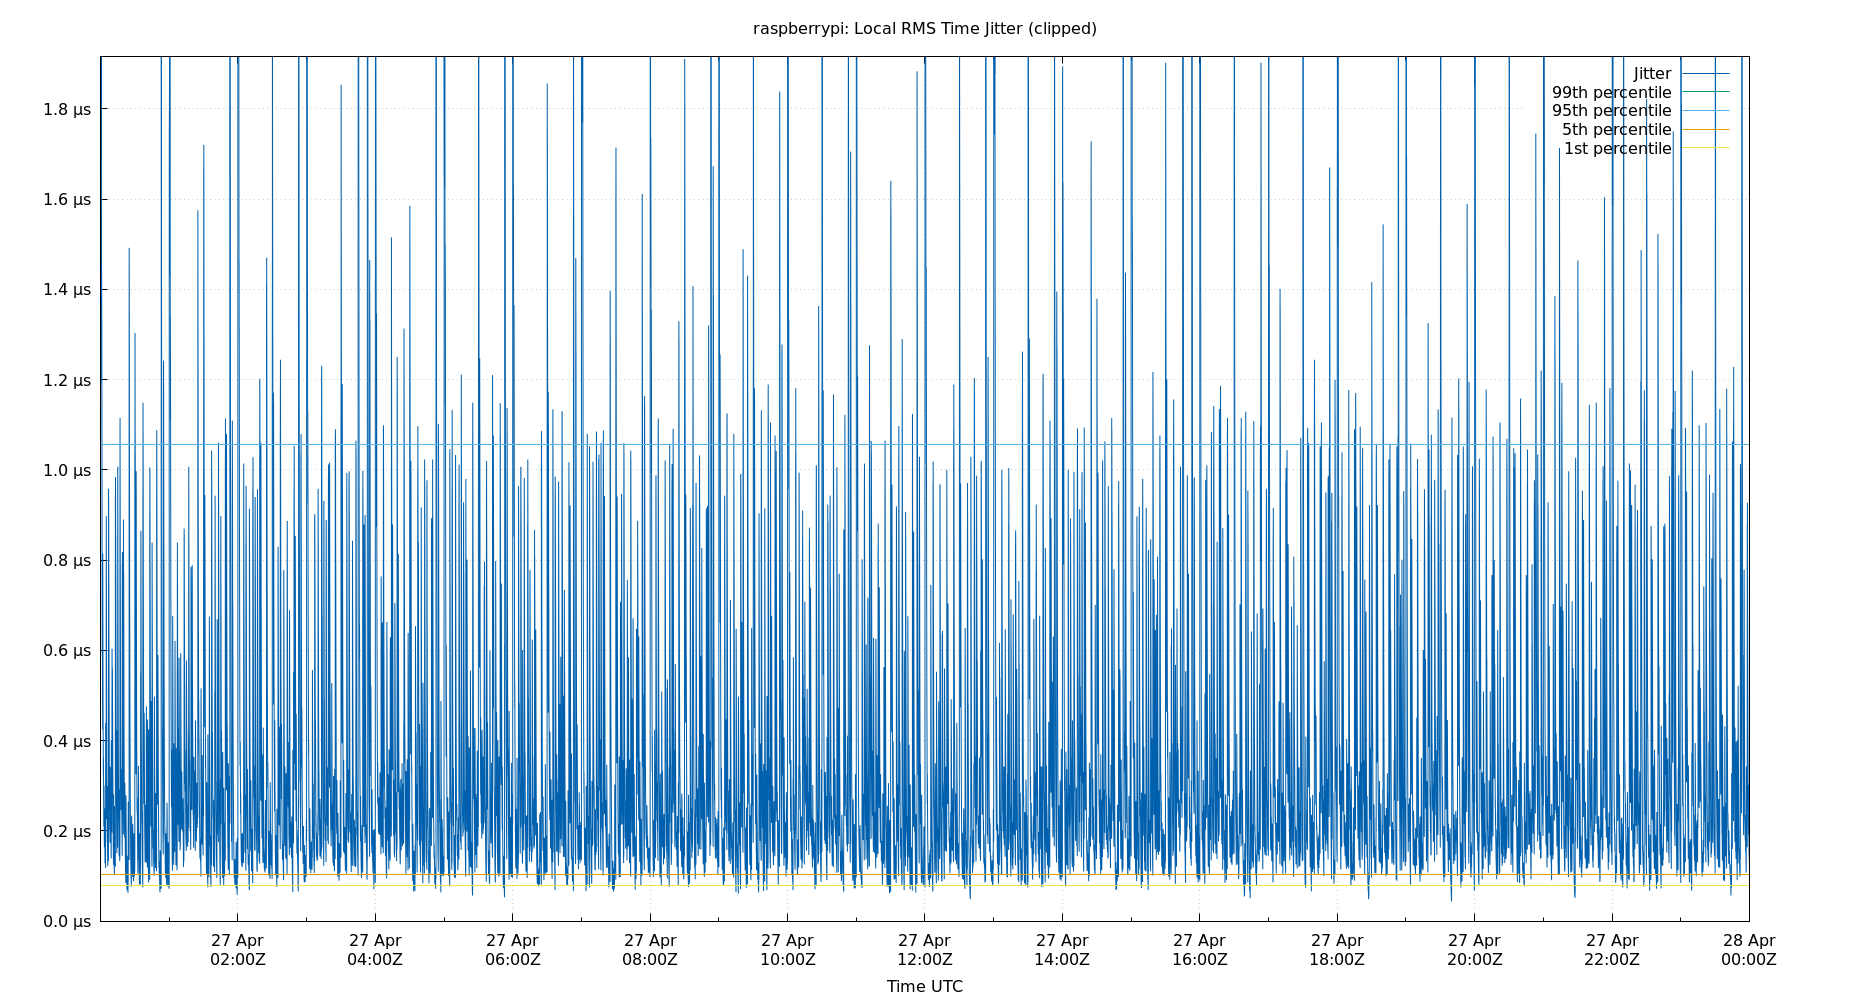 raspberrypi: Local RMS Time Jitter (clipped)
Jitter
99th percentile
95th percentile
5th percentile
1st percentile
1.8 µs
1.6 µs
1.4 µs
1.2 µs
1.0 µs
0.8 µs
0.6 µs
0.4 µs
0.2 µs
0.0 µs
27 Apr 27 Apr 27 Apr 27 Apr 27 Apr 27 Apr 27 Apr 27 Apr 27 Apr 27 Apr 27 Apr 28 Apr
02:00Z 04:00Z 06:00Z 08:00Z 10:00Z 12:00Z 14:00Z 16:00Z 18:00Z 20:00Z 22:00Z 00:00Z
Time UTC